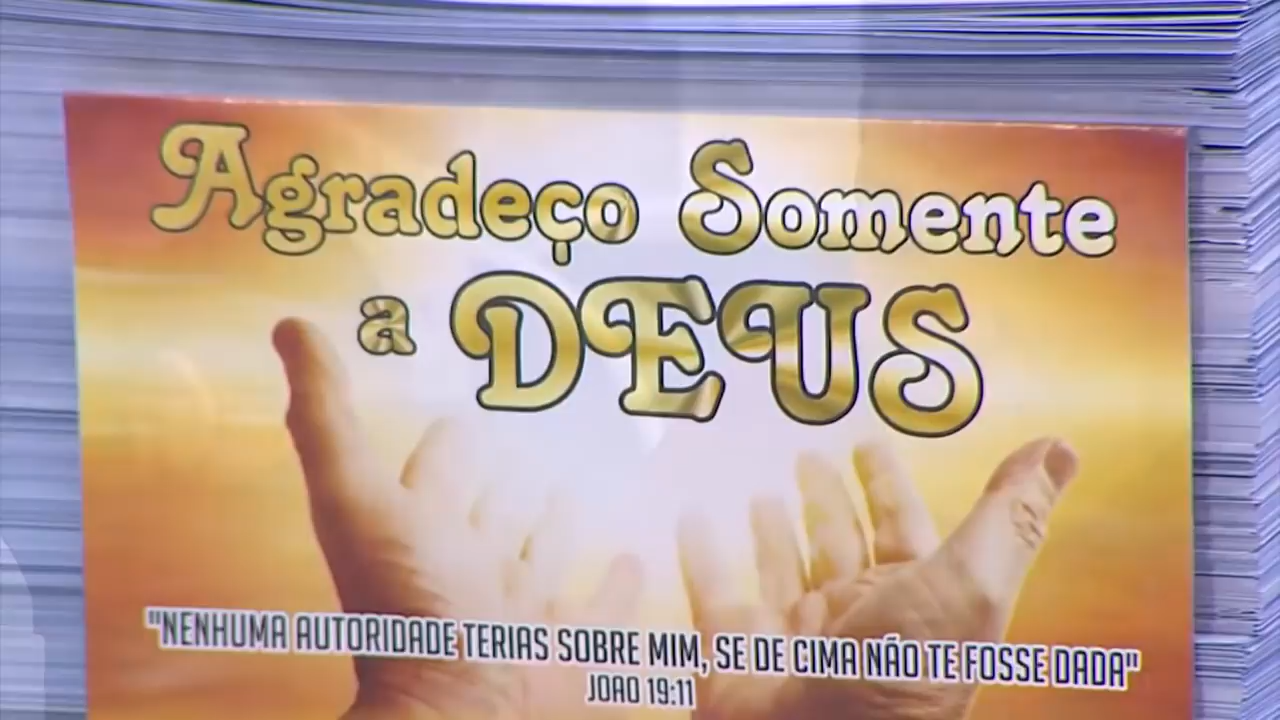 Agradeço Somente
a DEUS
"NENHUMA AUTORIDADE TERIAS SOBRE MIM, SE DE CIMA NÃO TE FOSSE DADA"
JOAO 19:11